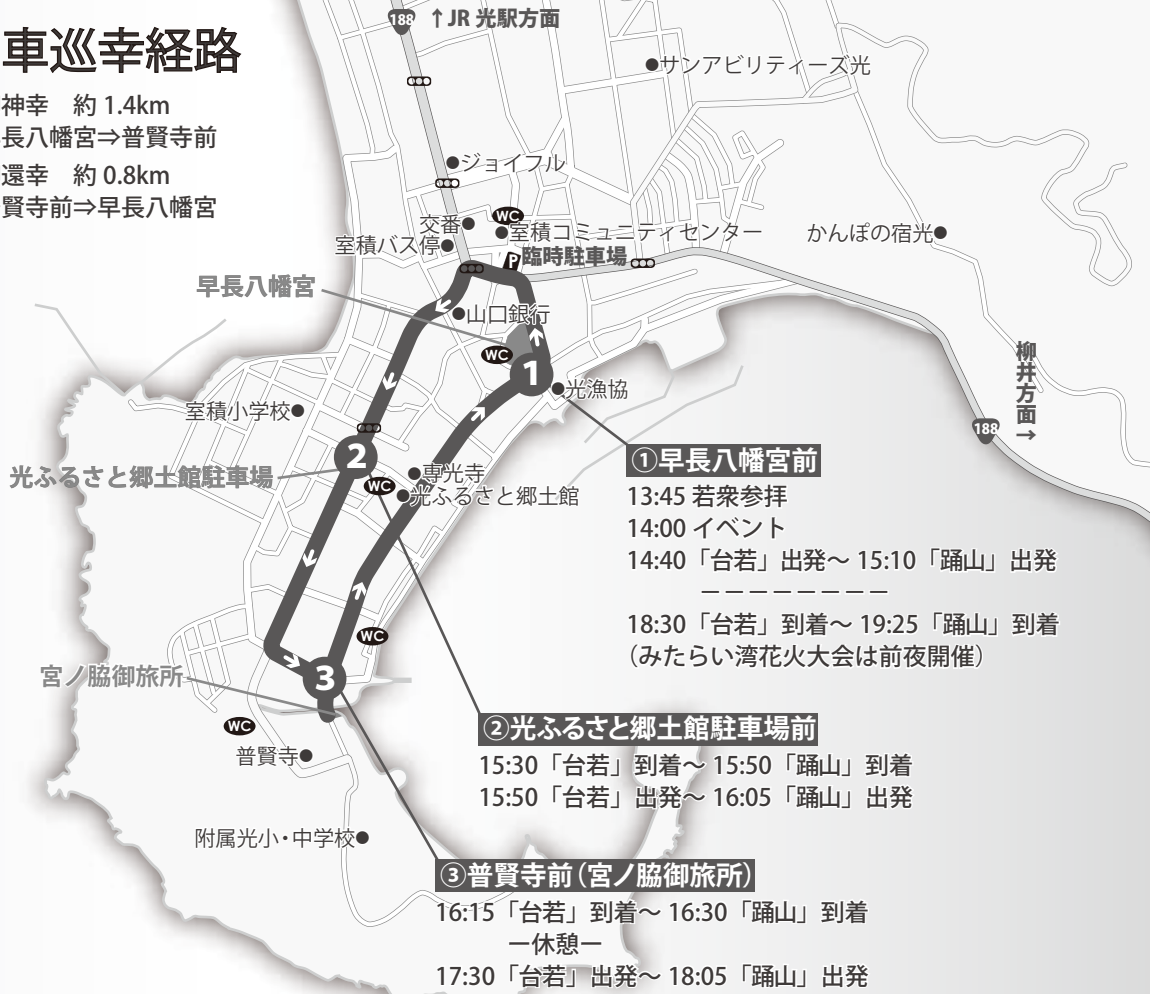 車巡幸経路
神幸　約 1.4km
長八幡宮⇒普賢寺前
還幸　約 0.8km
賢寺前⇒早長八幡宮
188
↑JR 光駅方面
サンアビリティーズ光
ジョイフル
交番
WC
室積コミュニティセンター
室積バス停
P
臨時駐車場
かんぽの宿光
早長八幡宮
山口銀行
WC
1
光漁協
柳井方面→
188
室積小学校
2
光ふるさと郷土館駐車場
専光寺
WC
光ふるさと郷土館
①早長八幡宮前
13:45 若衆参拝
14:00 イベント
14:40「台若」出発～ 15:10「踊山」出発
－－－－－－－－
18:30「台若」到着～ 19:25「踊山」到着
（みたらい湾花火大会は前夜開催）
WC
3
宮ノ脇御旅所
WC
普賢寺
②光ふるさと郷土館駐車場前
15:30「台若」到着～ 15:50「踊山」到着
15:50「台若」出発～ 16:05「踊山」出発
附属光小・中学校
③普賢寺前（宮ノ脇御旅所）
16:15「台若」到着～ 16:30「踊山」到着
ー休憩ー
17:30「台若」出発～ 18:05「踊山」出発